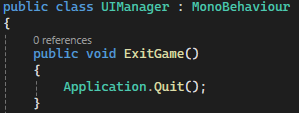 public class UIManager : MonoBehaviour
{
0 references
public void ExitGame()
{
Application.Quit();
}